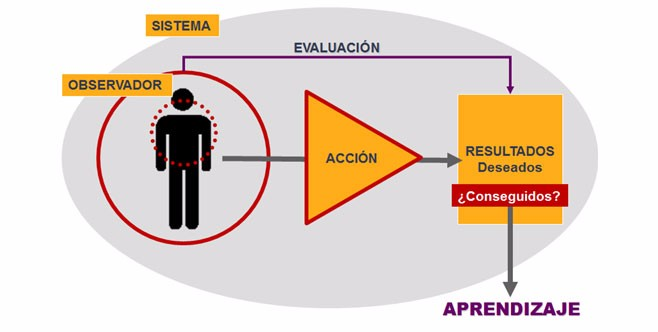 SISTEMA
EVALUACIÓN
OBSERVADOR
ACCIÓN
RESULTADOS
Deseados
¿Conseguidos?
APRENDIZAJE